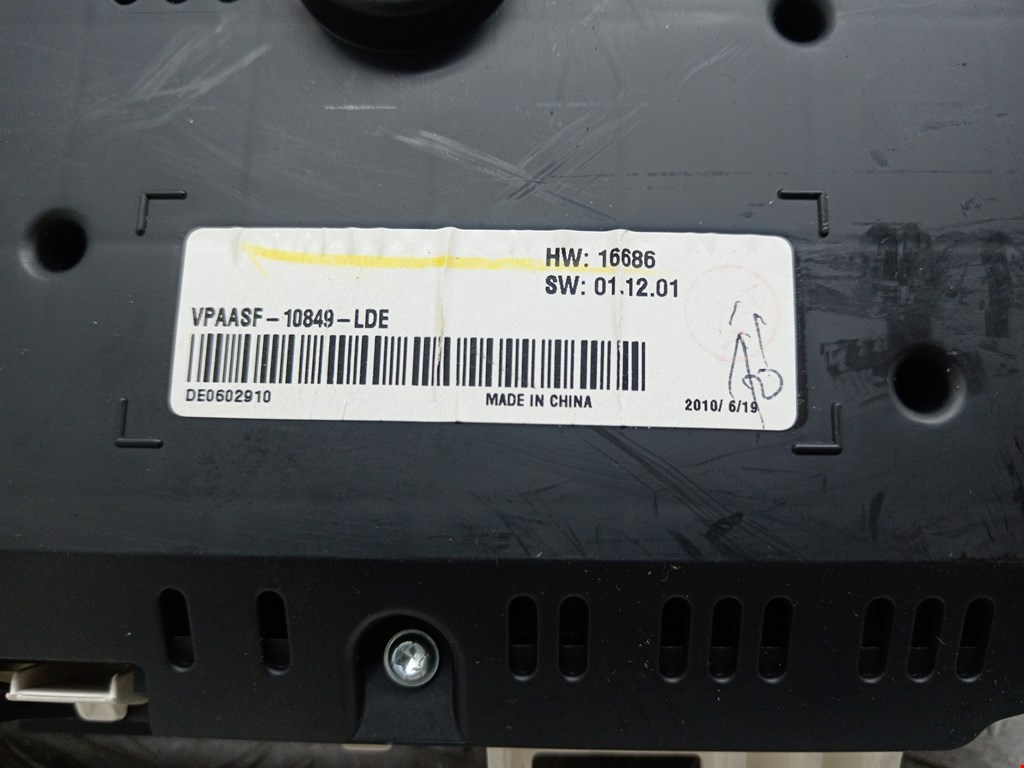 HW: 16686
SW: 01.12.01
VPAASF-10849-LDE
DE0602910
MADE IN CHINA
2010/ 6/19